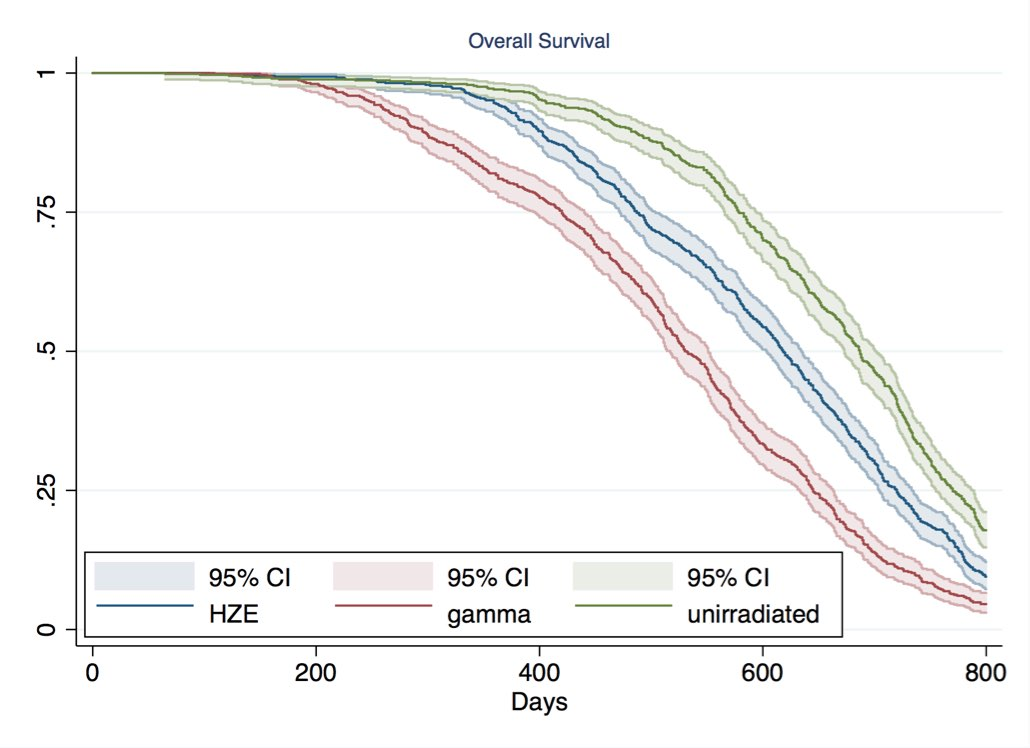 Overall Survival
1
.75
.5
.25
0
95% CI 95% CI 95% CI
HZE gamma unirradiated
0 200 400 600 800
Days